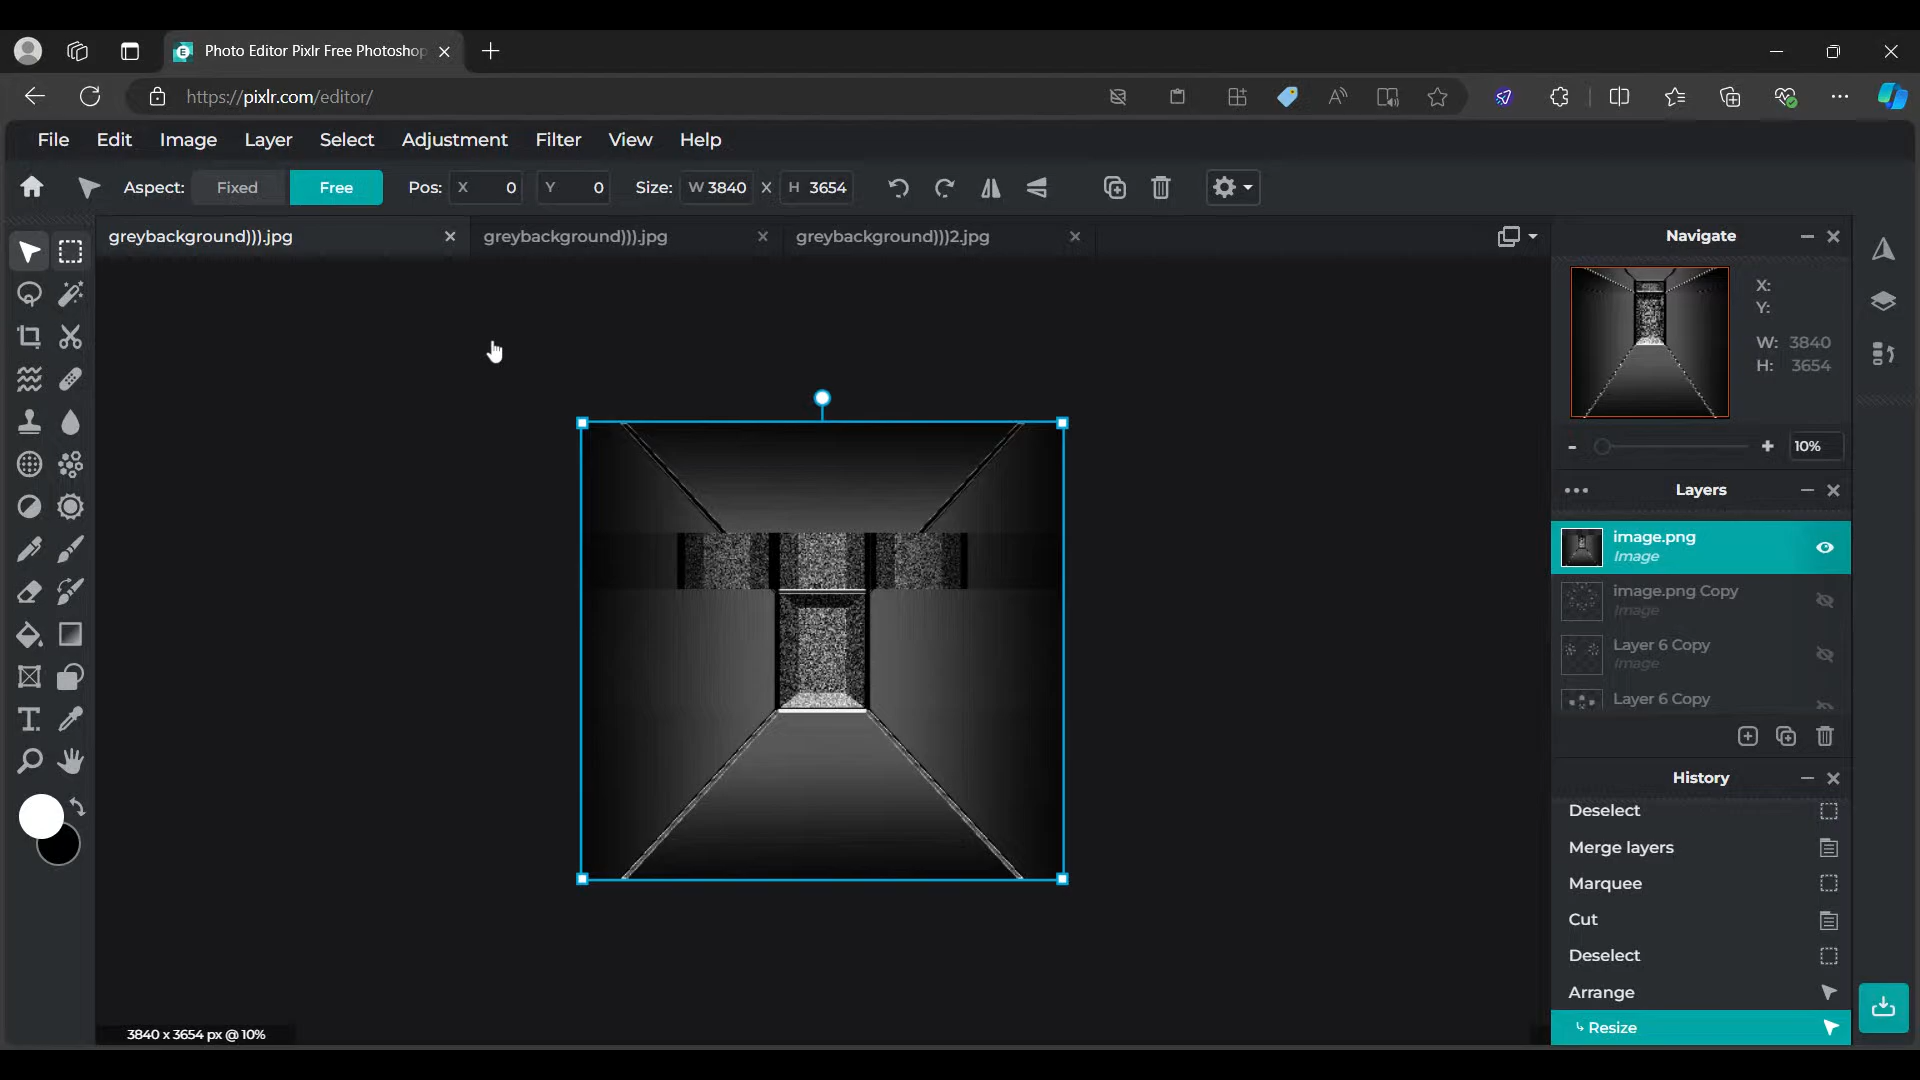 Photo Editor Pixlr Free Photoshop
https://pixlr.com/editor/
File Edit Image Layer Select Adjustment Filter View Help
Aspect: Fixed Free Pos: X 0 Y 0 Size: W 3840 X H 3654
greybackground))).jpg greybackground))).jpg greybackground)))2.jpg
Navigate
X:
Y:
W: 3840
H: 3654
10%
Layers
image.png
Image
image.png Copy
Image
Layer 6 Copy
Image
Layer 6 Copy
History
Deselect
Merge layers
Marquee
Cut
Deselect
Arrange
Resize
3840 x 3654 px @ 10%